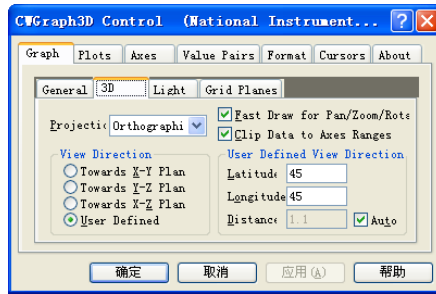 CWGraph3D Control (National Instrument...
Graph Plots Axes Value Pairs Format Cursors About
General 3D Light Grid Planes
Projectic Orthographi
Fast Draw for Pan/Zoom/Rota
Clip Data to Axes Ranges
View Direction
Towards X-Y Plan
Towards Y-Z Plan
Towards X-Z Plan
User Defined
User Defined View Direction
Latitude 45
Longitude 45
Distance 1.1 Auto
确定 取消 应用(A) 帮助